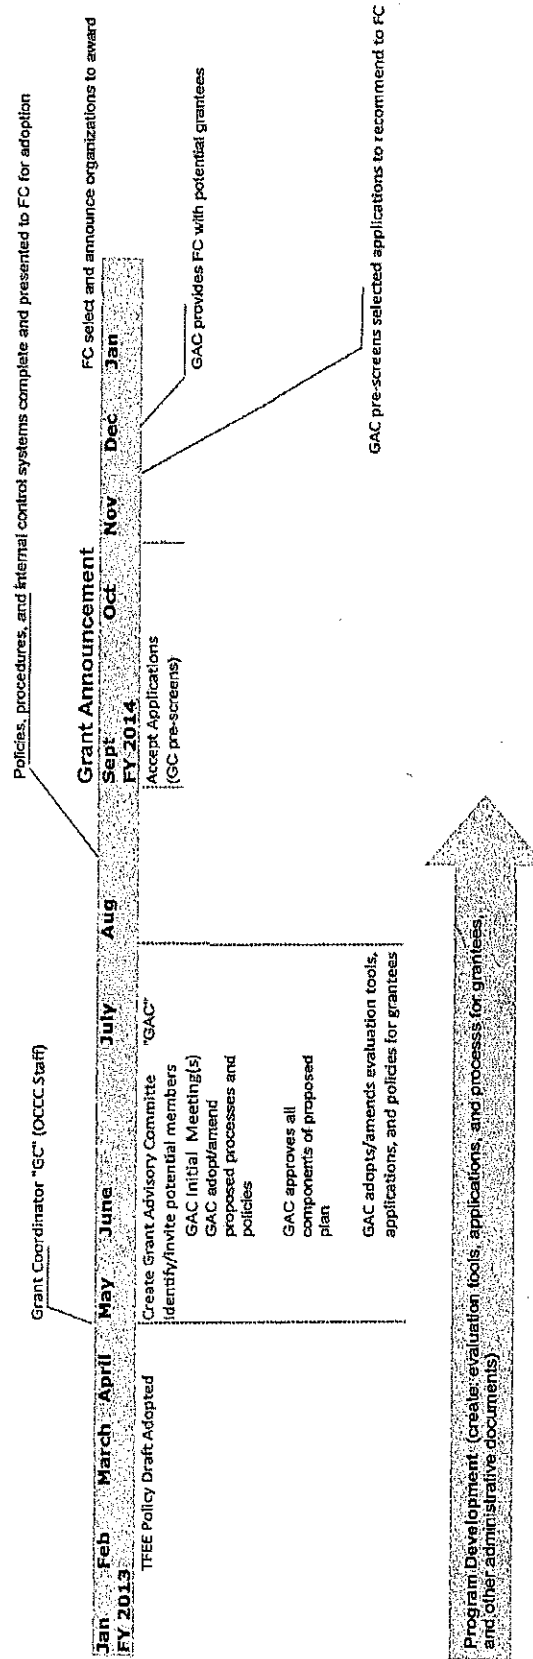 Policies, procedures, and internal control systems complete and presented to FC for adoption
Grant Coordinator "GC" (OCCC Staff)
Grant Announcement
FC select and announce organizations to award
Jan Feb March April May June July Aug Sept Oct Nov Dec Jan
FY 2013
FY 2014
TFEE Policy Draft Adopted
Create Grant Advisory Committe "GAC"
Identify/invite potential members
GAC Initial Meeting(s)
GAC adopt/amend
proposed processes and
policies
GAC approves all
components of proposed
plan
GAC adopts/amends evaluation tools,
applications, and policies for grantees
Accept Applications
(GC pre-screens)
GAC provides FC with potential grantees
GAC pre-screens selected applications to recommend to FC
Program Development (create: evaluation tools, applications, and processs for grantees,
and other administrative documents)